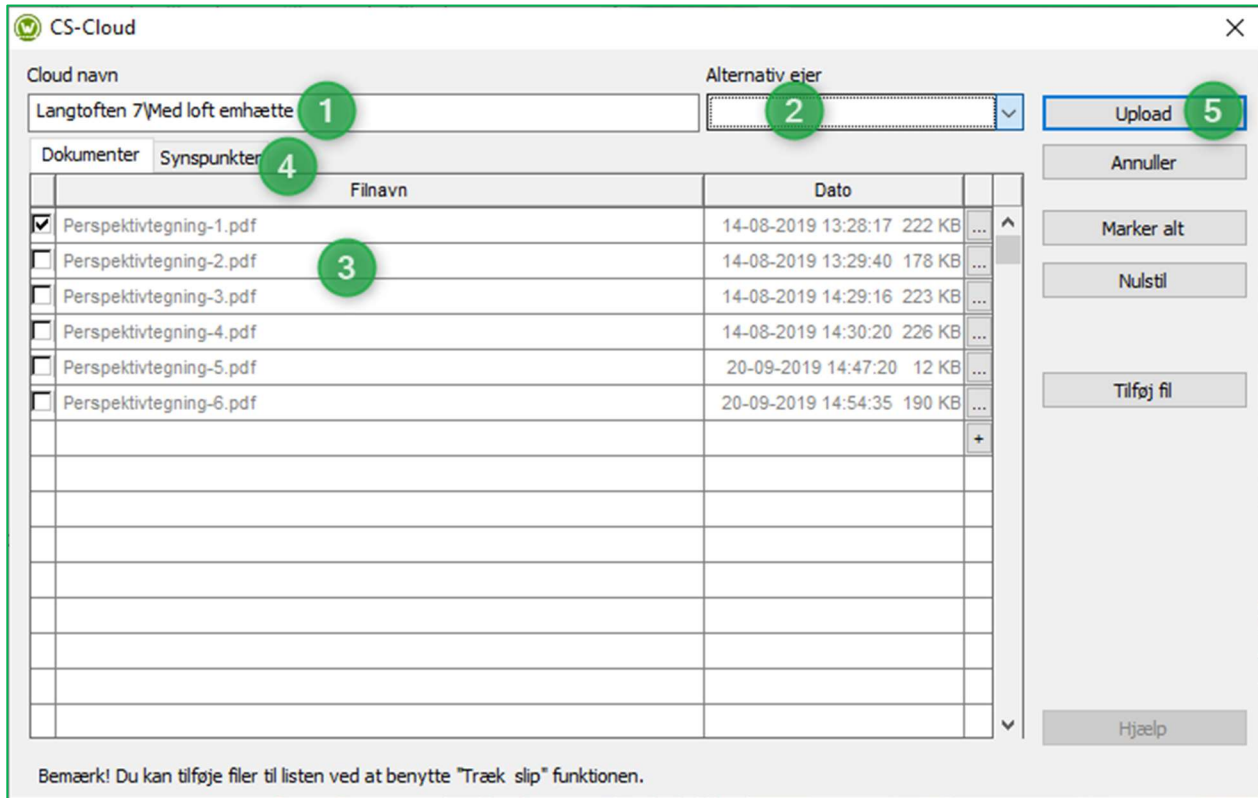 CS-Cloud
Cloud navn
Alternativ ejer
Langtoften 7\Med loft emhætte
1
2
Upload
5
Dokumenter
Synspunkter
4
Annuller
Filnavn
Dato
Perspektivtegning-1.pdf 14-08-2019 13:28:17 222 KB ...
Marker alt
Perspektivtegning-2.pdf 14-08-2019 13:29:40 178 KB ...
3
Nulstil
Perspektivtegning-3.pdf 14-08-2019 14:29:16 223 KB ...
Perspektivtegning-4.pdf 14-08-2019 14:30:20 226 KB ...
Perspektivtegning-5.pdf 20-09-2019 14:47:20 12 KB ...
Tilføj fil
Perspektivtegning-6.pdf 20-09-2019 14:54:35 190 KB ...
+
Hjælp
Bemærk! Du kan tilføje filer til listen ved at benytte "Træk slip" funktionen.